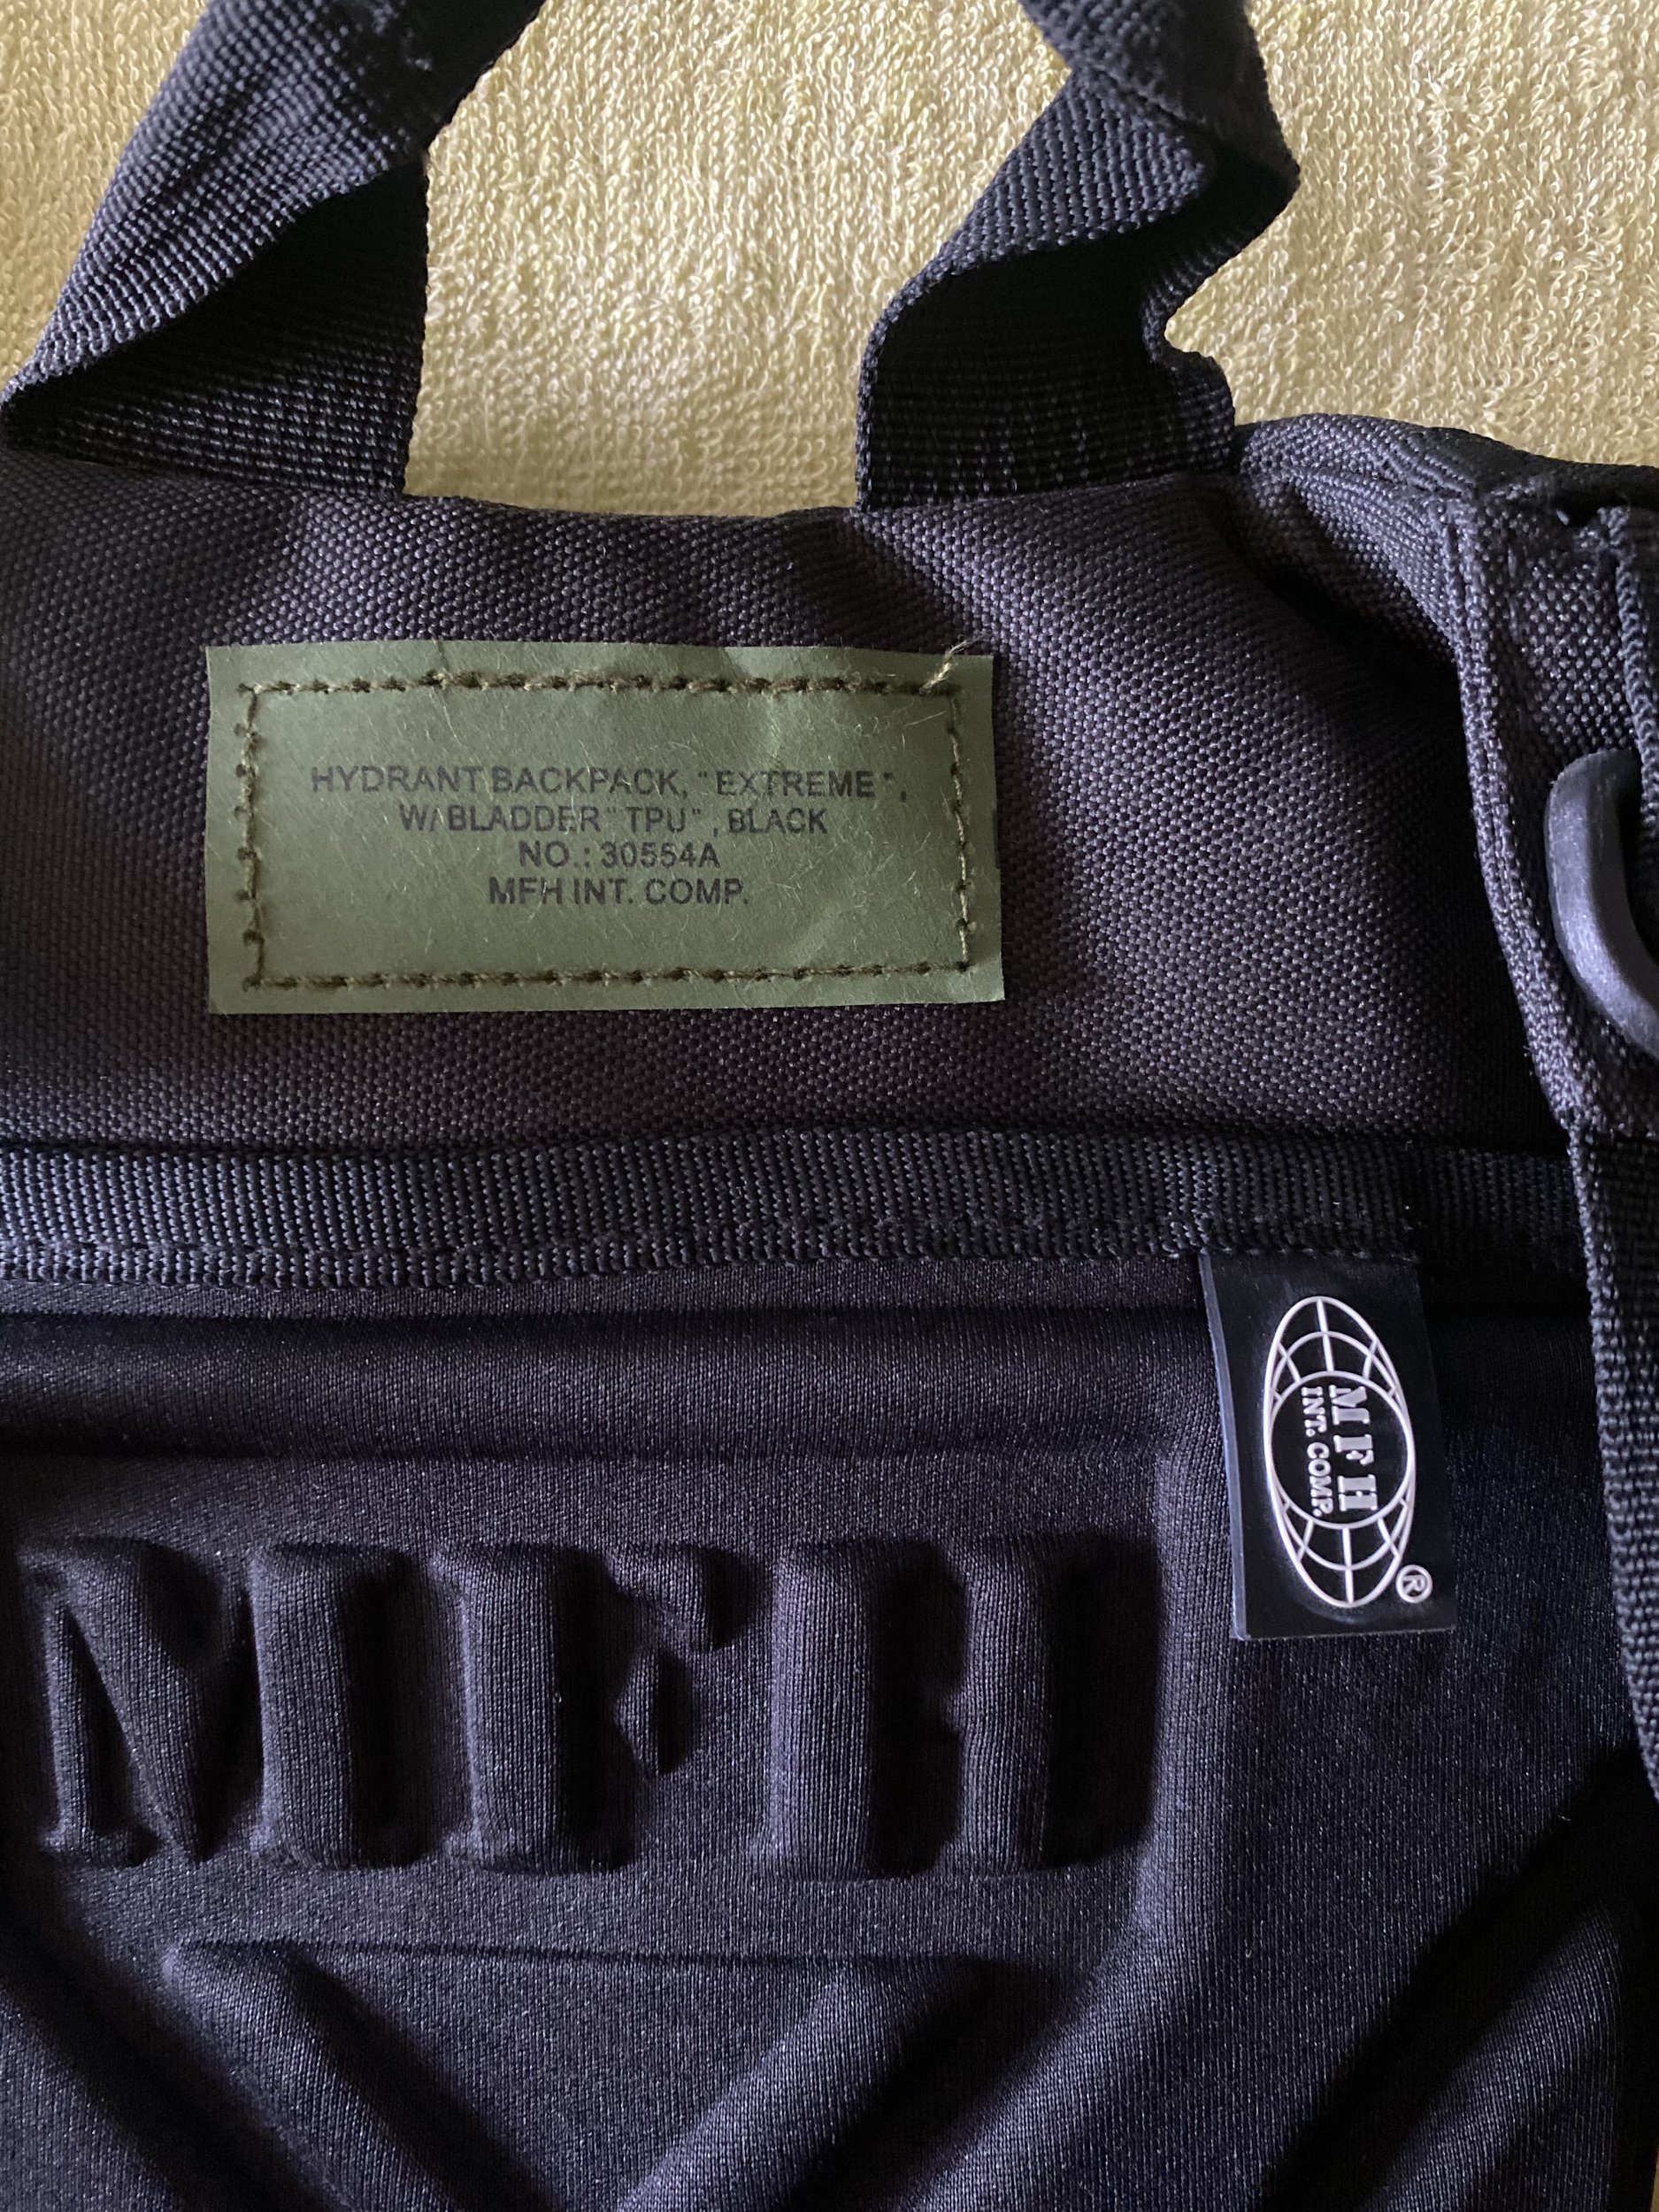 HYDRANT BACKPACK, "EXTREME",
W/ BLADDER "TPU", BLACK
NO.: 30554A
MFH INT. COMP.
MFH
INT. COMP.
®
MFH